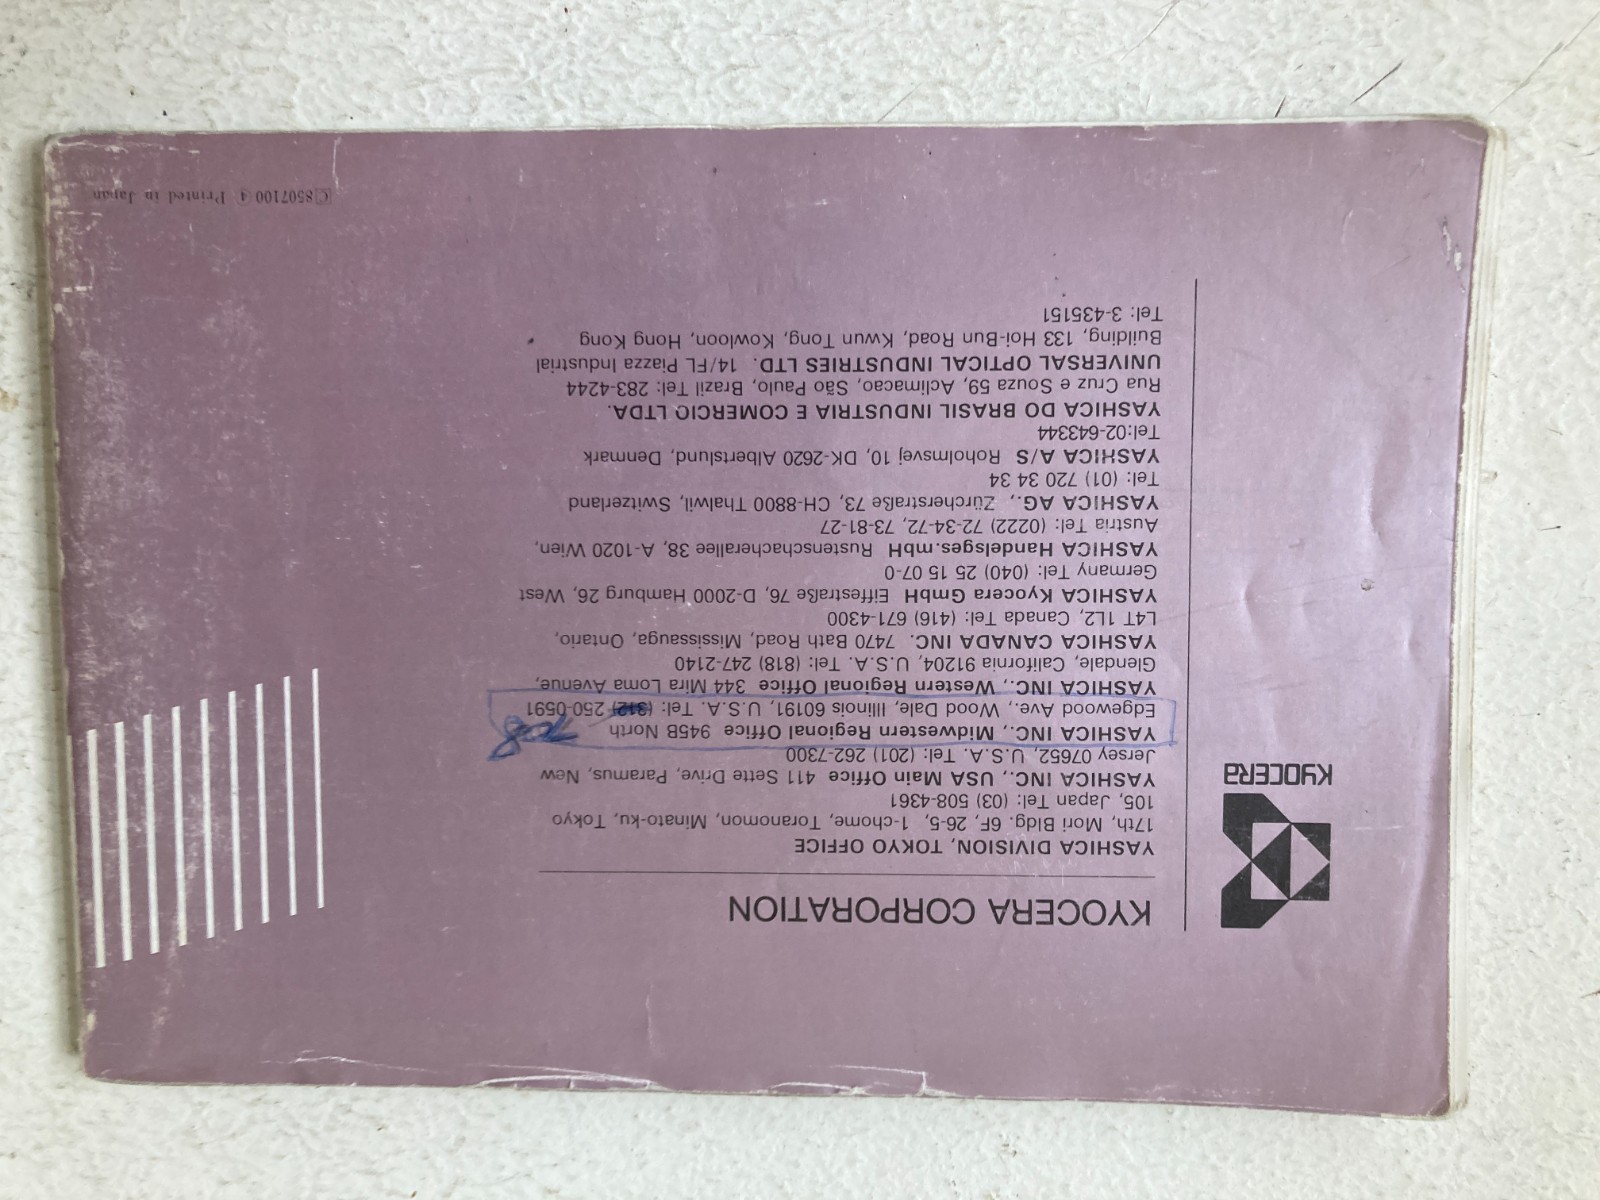 KYOCERA
KYOCERA CORPORATION
YASHICA DIVISION, TOKYO OFFICE
17th, Mori Bldg. 6F, 26-5, 1-chome, Toranomon, Minato-ku, Tokyo
105, Japan Tel: (03) 508-4361
YASHICA INC., USA Main Office 411 Sette Drive, Paramus, New
Jersey 07652, U.S.A. Tel: (201) 262-7300
YASHICA INC., Midwestern Regional Office 945B North
708
Edgewood Ave., Wood Dale, Illinois 60191, U.S.A. Tel: (312) 250-0591
YASHICA INC., Western Regional Office 344 Mira Loma Avenue,
Glendale, California 91204, U.S.A. Tel: (818) 247-2140
YASHICA CANADA INC. 7470 Bath Road, Mississauga, Ontario,
L4T 1L2, Canada Tel: (416) 671-4300
YASHICA Kyocera GmbH Eiffestraße 76, D-2000 Hamburg 26, West
Germany Tel: (040) 25 15 07-0
YASHICA Handelsges.mbH Rustenschacherallee 38, A-1020 Wien,
Austria Tel: (0222) 72-34-72, 73-81-27
YASHICA AG., Zürcherstraße 73, CH-8800 Thalwil, Switzerland
Tel: (01) 720 34 34
YASHICA A/S Roholmsvej 10, DK-2620 Albertslund, Denmark
Tel:02-643344
YASHICA DO BRASIL INDUSTRIA E COMERCIO LTDA.
Rua Cruz e Souza, 59, Aclimacao, São Paulo, Brazil Tel: 283-4244
UNIVERSAL OPTICAL INDUSTRIES LTD. 14/FL Piazza Industrial
Building, 133 Hoi-Bun Road, Kwun Tong, Kowloon, Hong Kong
Tel: 3-435151
Ⓒ8507100 ④ Printed in Japan